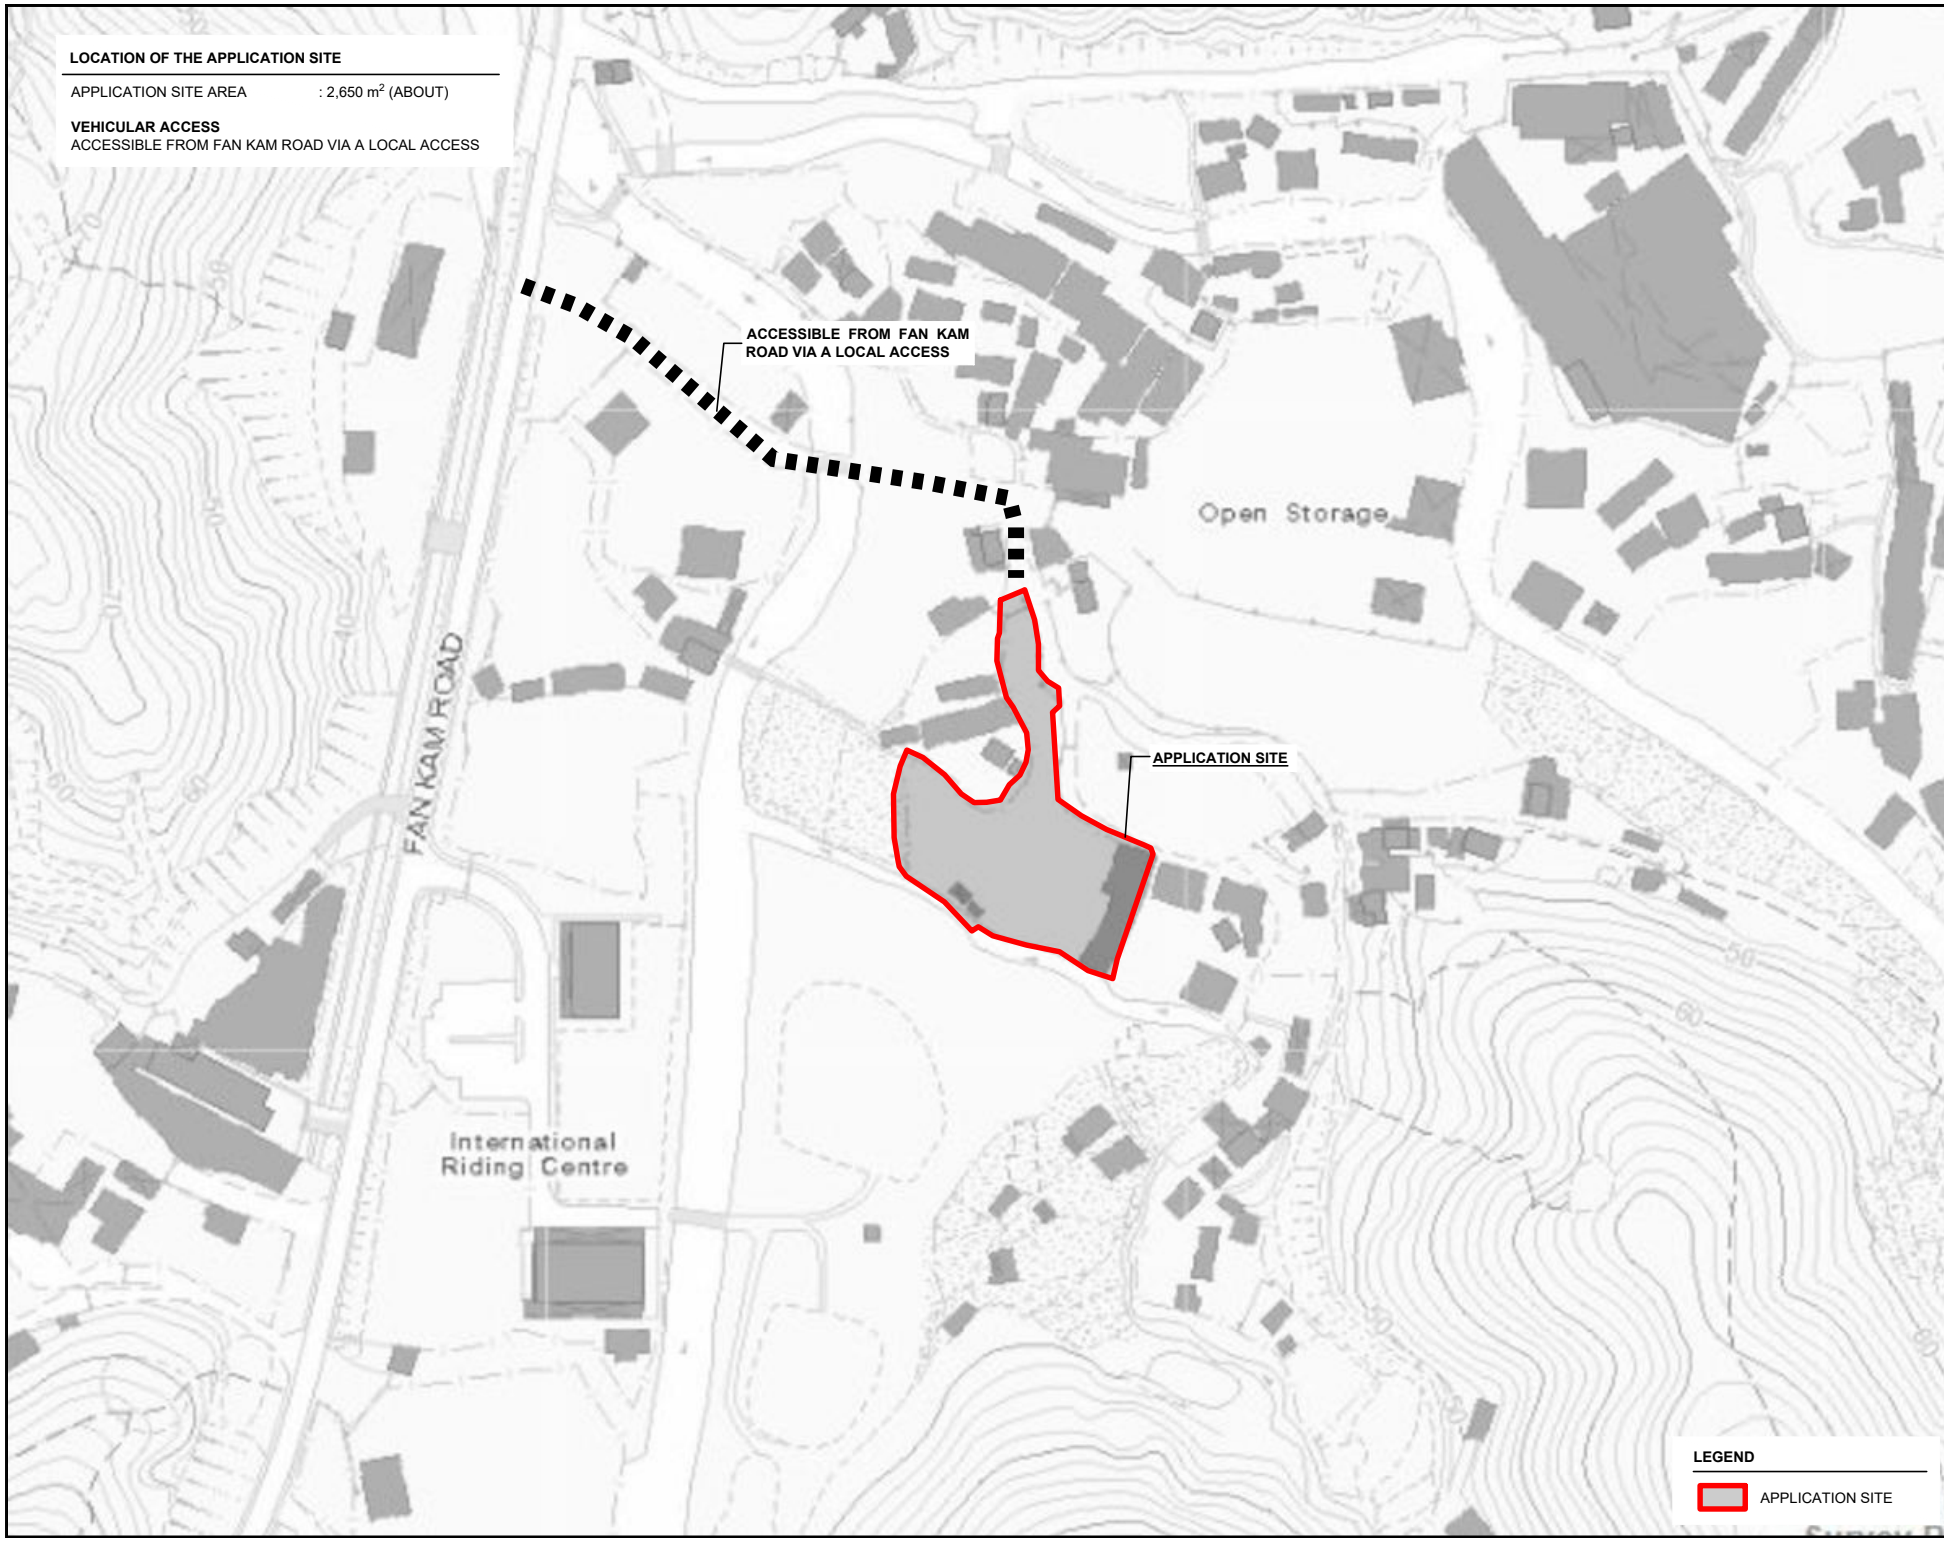 LOCATION OF THE APPLICATION SITE
APPLICATION SITE AREA : 2,650 m² (ABOUT)
VEHICULAR ACCESS
ACCESSIBLE FROM FAN KAM ROAD VIA A LOCAL ACCESS
ACCESSIBLE FROM FAN KAM
ROAD VIA A LOCAL ACCESS
Open Storage
FAN KAM ROAD
APPLICATION SITE
50
60
International
Riding Centre
LEGEND
APPLICATION SITE